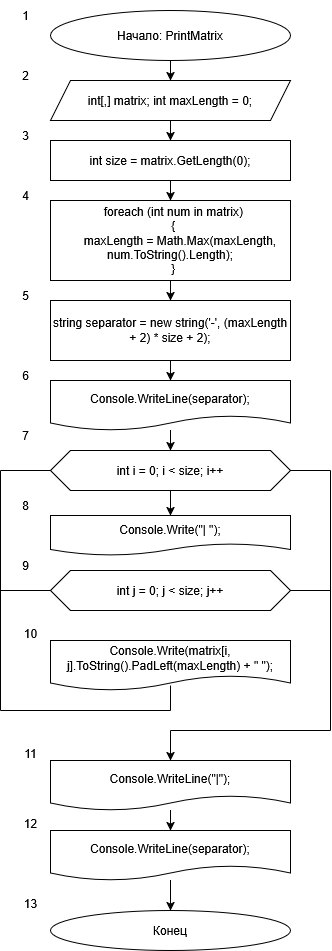 1
Начало: PrintMatrix
2
int[,] matrix; int maxLength = 0;
3
int size = matrix.GetLength(0);
4
foreach (int num in matrix)
{
maxLength = Math.Max(maxLength,
num.ToString().Length);
}
5
string separator = new string('-', (maxLength
+ 2) * size + 2);
6
Console.WriteLine(separator);
7
int i = 0; i < size; i++
8
Console.Write("| ");
9
int j = 0; j < size; j++
10
Console.Write(matrix[i,
j].ToString().PadLeft(maxLength) + " ");
11
Console.WriteLine("|");
12
Console.WriteLine(separator);
13
Конец